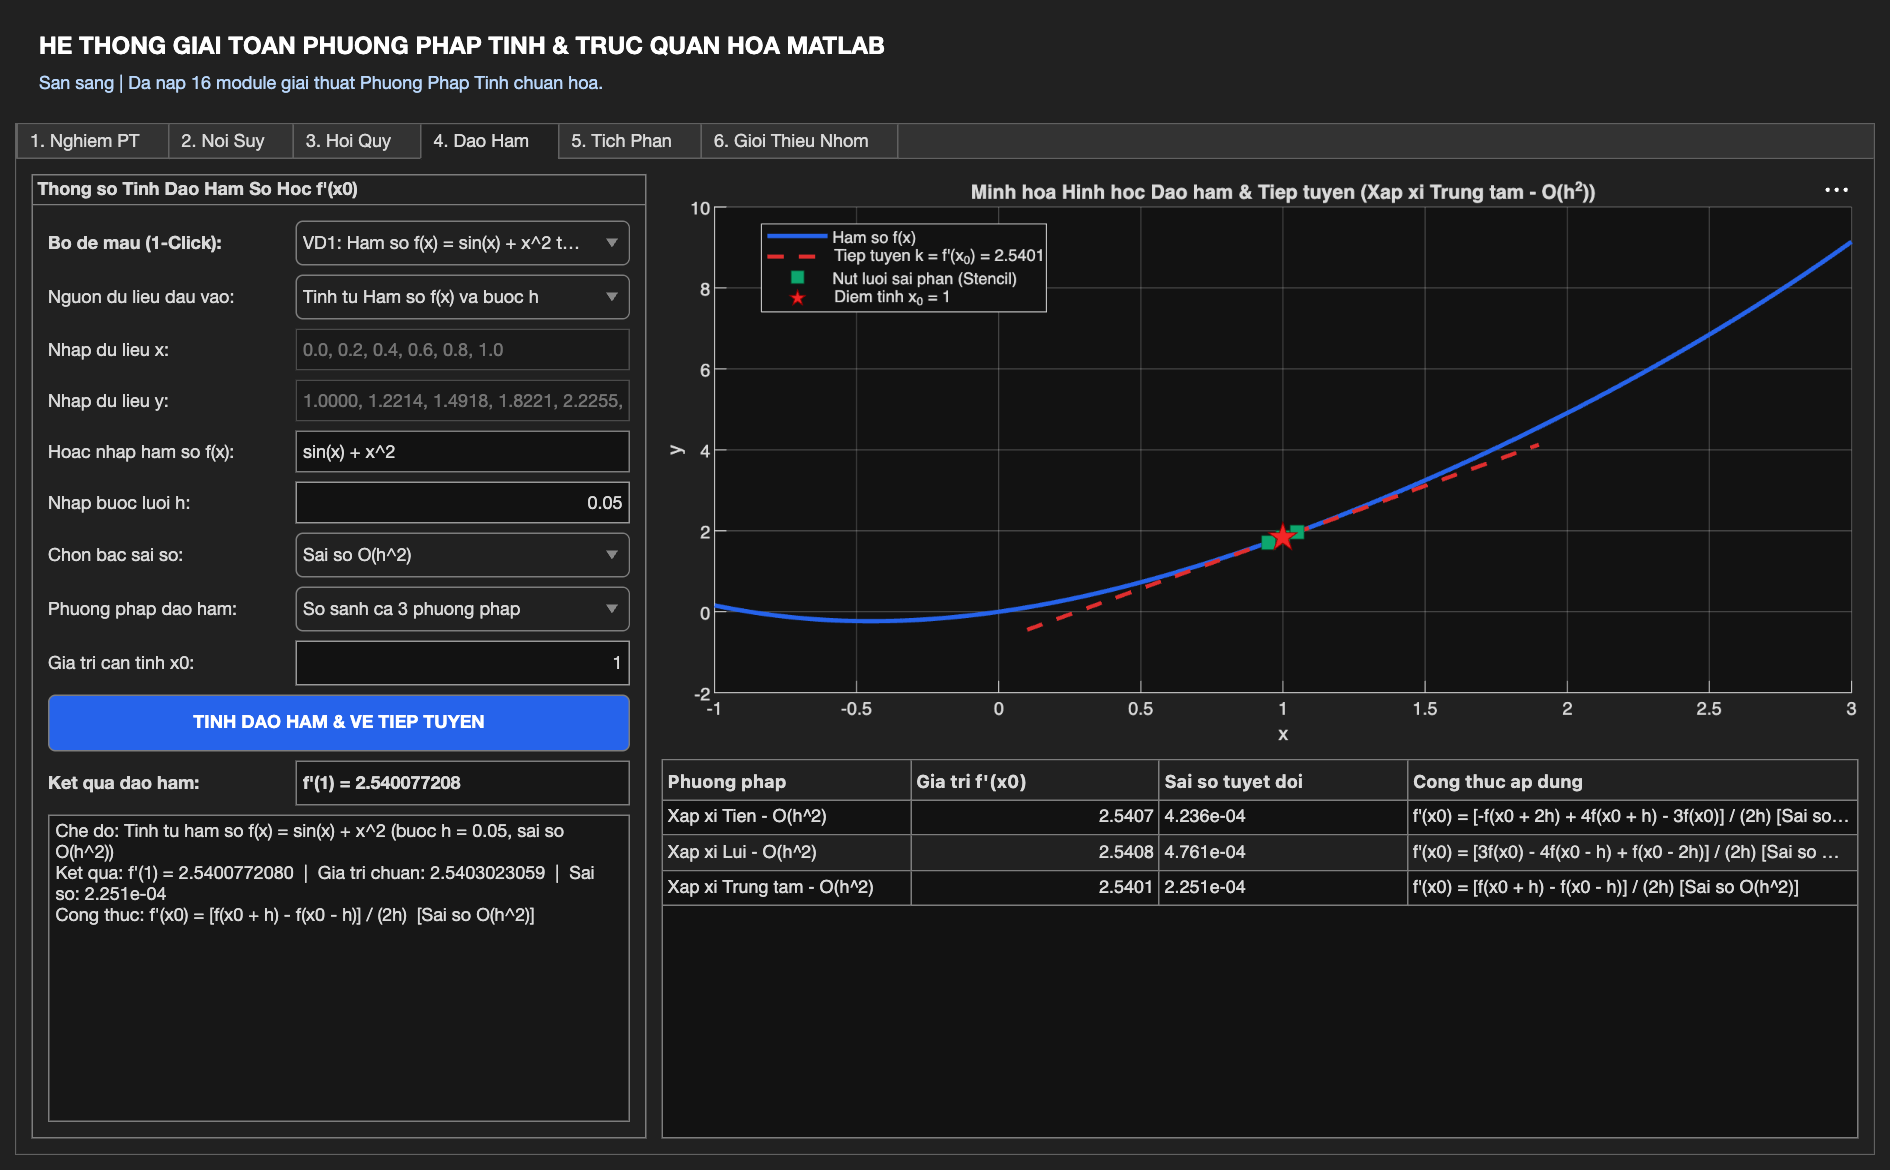 HE THONG GIAI TOAN PHUONG PHAP TINH & TRUC QUAN HOA MATLAB
San sang | Da nap 16 module giai thuat Phuong Phap Tinh chuan hoa.
1. Nghiem PT
2. Noi Suy
3. Hoi Quy
4. Dao Ham
5. Tich Phan
6. Gioi Thieu Nhom
Thong so Tinh Dao Ham So Hoc f'(x0)
Bo de mau (1-Click):
VD1: Ham so f(x) = sin(x) + x^2 t...
Nguon du lieu dau vao:
Tinh tu Ham so f(x) va buoc h
Nhap du lieu x:
0.0, 0.2, 0.4, 0.6, 0.8, 1.0
Nhap du lieu y:
1.0000, 1.2214, 1.4918, 1.8221, 2.2255,
Hoac nhap ham so f(x):
sin(x) + x^2
Nhap buoc luoi h:
0.05
Chon bac sai so:
Sai so O(h^2)
Phuong phap dao ham:
So sanh ca 3 phuong phap
Gia tri can tinh x0:
1
TINH DAO HAM & VE TIEP TUYEN
Ket qua dao ham:
f'(1) = 2.540077208
Che do: Tinh tu ham so f(x) = sin(x) + x^2 (buoc h = 0.05, sai so
O(h^2))
Ket qua: f'(1) = 2.5400772080 | Gia tri chuan: 2.5403023059 | Sai
so: 2.251e-04
Cong thuc: f'(x0) = [f(x0 + h) - f(x0 - h)] / (2h) [Sai so O(h^2)]
Minh hoa Hinh hoc Dao ham & Tiep tuyen (Xap xi Trung tam - O(h²))
...
Ham so f(x)
Tiep tuyen k = f'(x₀) = 2.5401
Nut luoi sai phan (Stencil)
Diem tinh x₀ = 1
10
8
6
4
2
0
-2
y
-1
-0.5
0
0.5
1
1.5
2
2.5
3
x
Phuong phap
Gia tri f'(x0)
Sai so tuyet doi
Cong thuc ap dung
Xap xi Tien - O(h^2)
2.5407
4.236e-04
f'(x0) = [-f(x0 + 2h) + 4f(x0 + h) - 3f(x0)] / (2h) [Sai so...
Xap xi Lui - O(h^2)
2.5408
4.761e-04
f'(x0) = [3f(x0) - 4f(x0 - h) + f(x0 - 2h)] / (2h) [Sai so ...
Xap xi Trung tam - O(h^2)
2.5401
2.251e-04
f'(x0) = [f(x0 + h) - f(x0 - h)] / (2h) [Sai so O(h^2)]